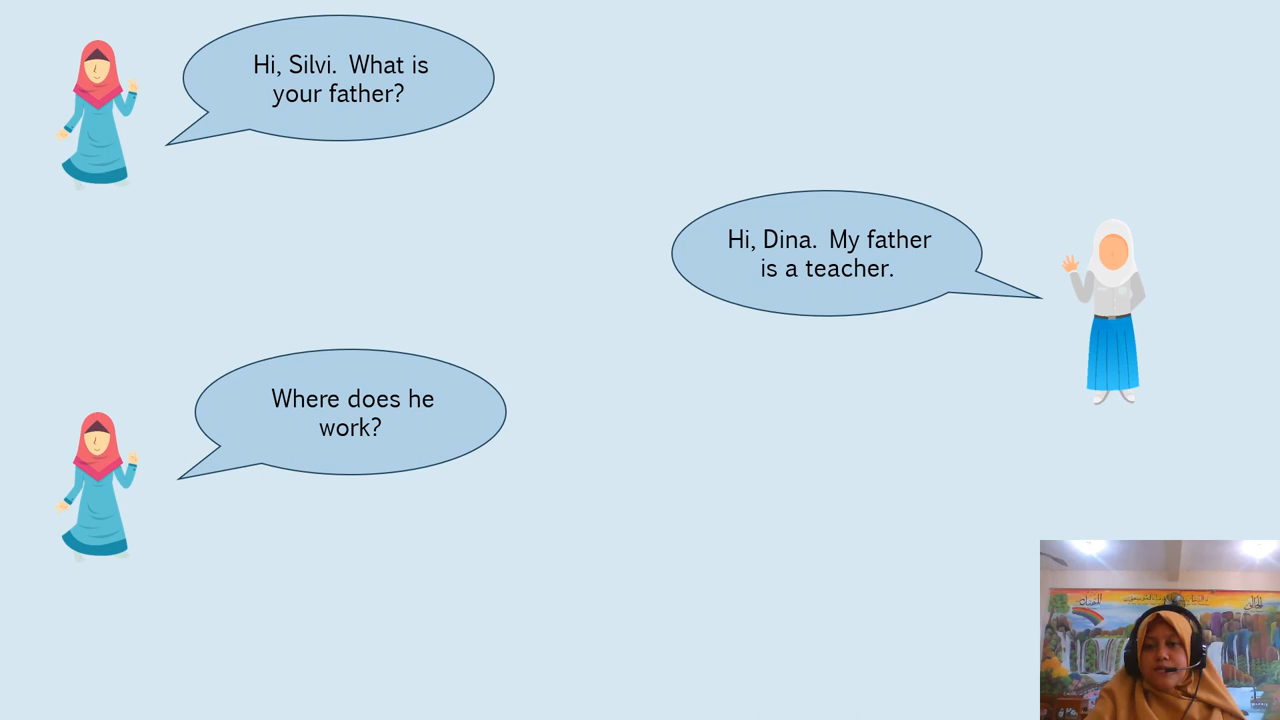 Hi, Silvi. What is
your father?
Hi, Dina. My father
is a teacher.
Where does he
work?